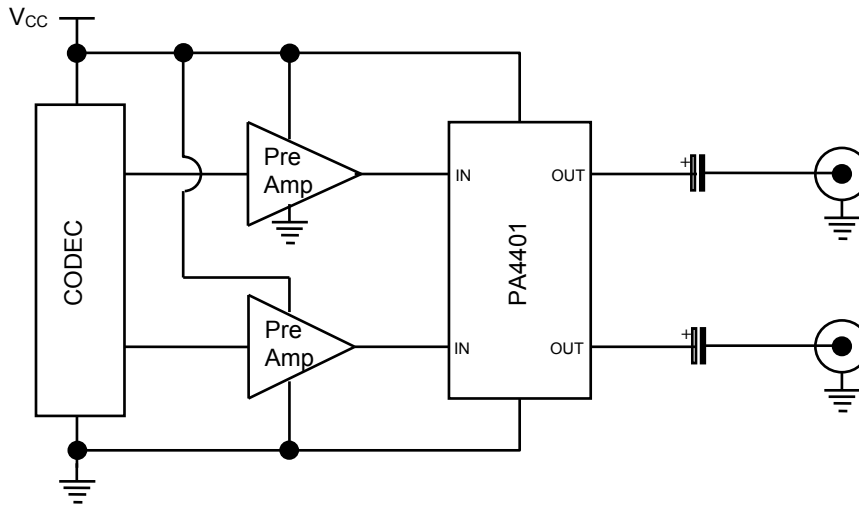 VCC
CODEC
Pre
Amp
IN
OUT
+
PA4401
Pre
Amp
IN
OUT
+